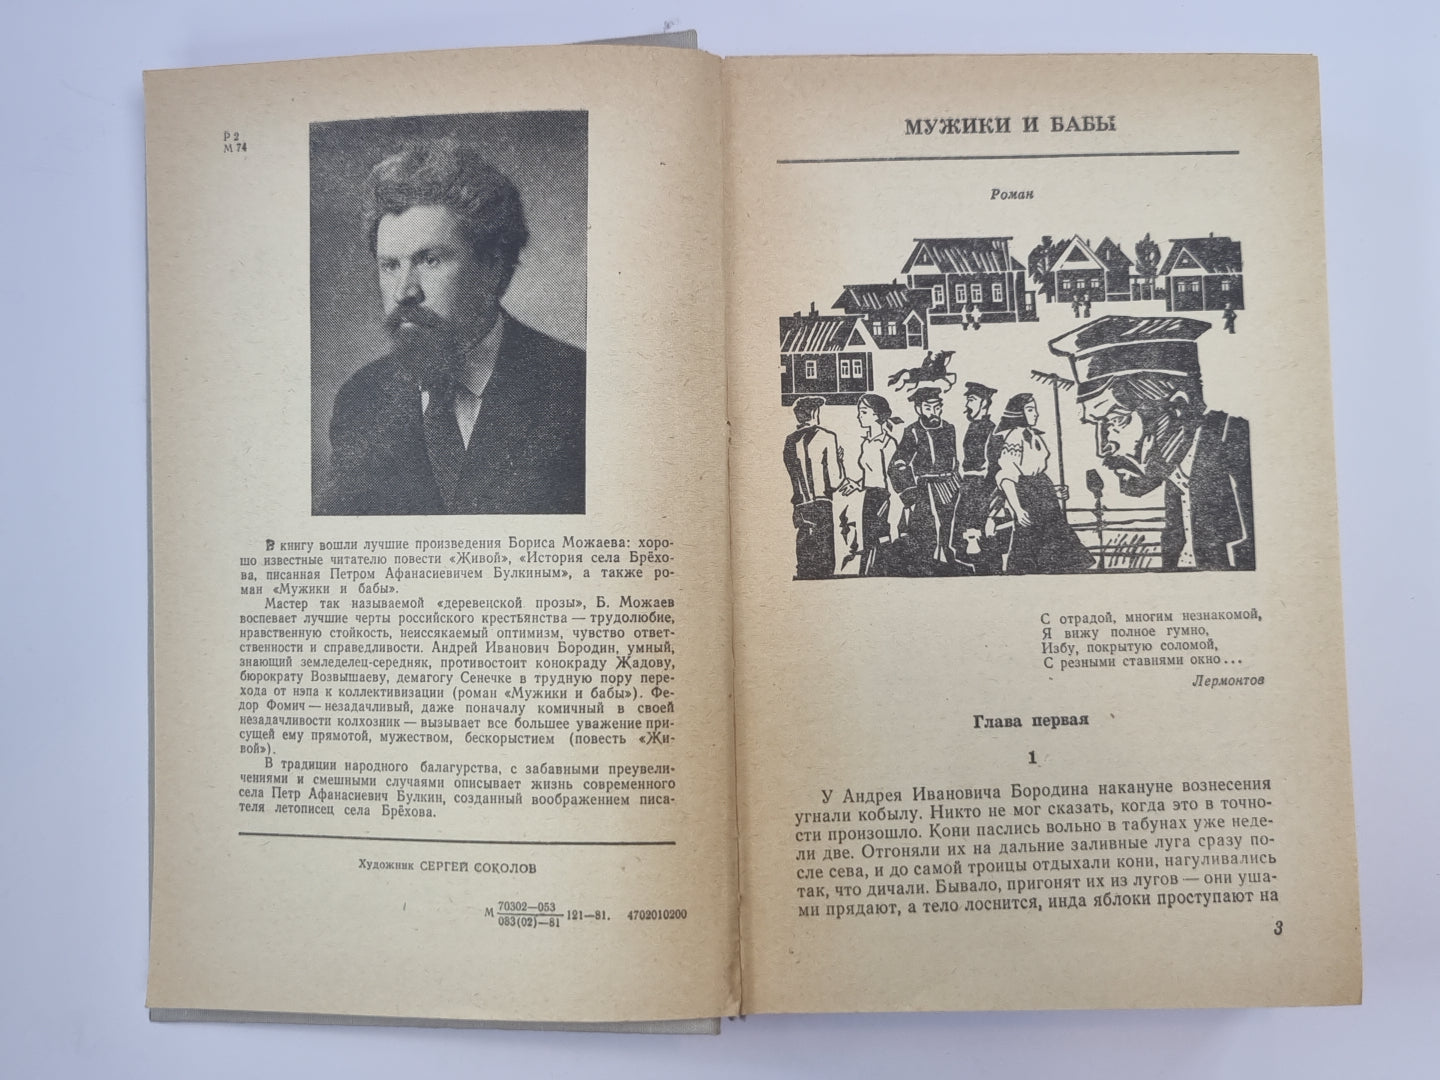 Р 2
М 74
В книгу вошли лучшие произведения Бориса Можаева: хоро-
шо известные читателю повести «Живой», «История села Брёхо-
ва, писанная Петром Афанасиевичем Булкиным», а также ро-
ман «Мужики и бабы».
Мастер так называемой «деревенской прозы», Б. Можаев
воспевает лучшие черты российского крестьянства — трудолюбие,
нравственную стойкость, неиссякаемый оптимизм, чувство ответ-
ственности и справедливости. Андрей Иванович Бородин, умный,
знающий земледелец-середняк, противостоит конокраду Жадову,
бюрократу Возвышаеву, демагогу Сенечке в трудную пору пере-
хода от нэпа к коллективизации (роман «Мужики и бабы»). Фе-
дор Фомич — незадачливый, даже поначалу комичный в своей
незадачливости колхозник — вызывает все большее уважение при-
сущей ему прямотой, мужеством, бескорыстием (повесть «Жи-
вой»).
В традиции народного балагурства, с забавными преувели-
чениями и смешными случаями описывает жизнь современного
села Петр Афанасиевич Булкин, созданный воображением писа-
теля летописец села Брёхова.
Художник СЕРГЕЙ СОКОЛОВ
М 70302—053
083(02)—81 121—81. 4702010200
МУЖИКИ И БАБЫ
Роман
С отрадой, многим незнакомой,
Я вижу полное гумно,
Избу, покрытую соломой,
С резными ставнями окно...
Лермонтов
Глава первая
1
У Андрея Ивановича Бородина накануне вознесения
угнали кобылу. Никто не мог сказать, когда это в точно-
сти произошло. Кони паслись вольно в табунах уже неде-
ли две. Отгоняли их на дальние заливные луга сразу по-
сле сева, и до самой троицы отдыхали кони, нагуливались
так, что дичали. Бывало, пригонят их из лугов — они уша-
ми прядают, а тело лоснится, инда яблоки проступают на
3